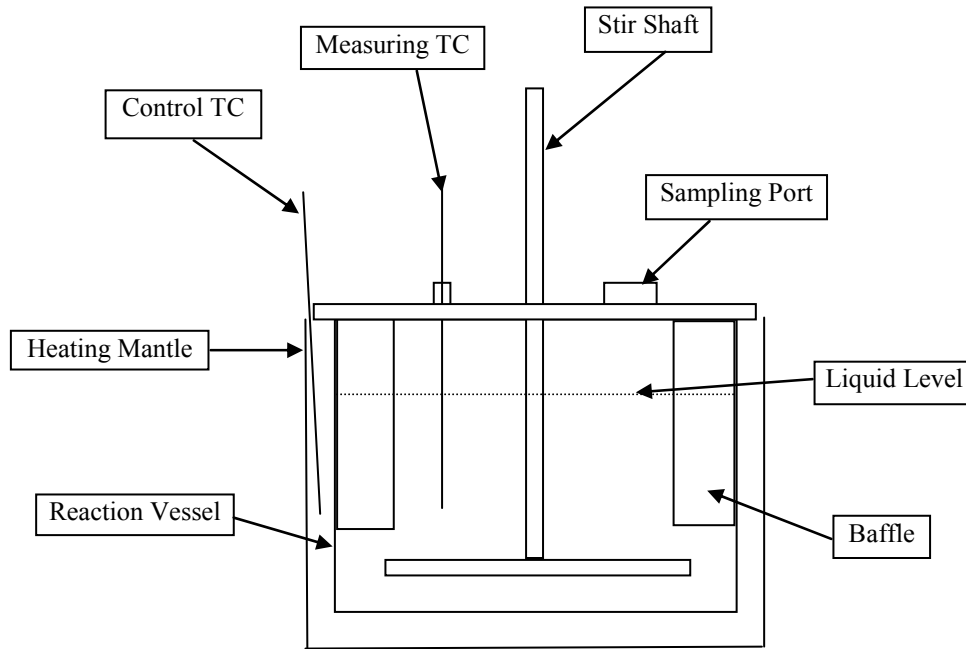 Stir Shaft
Measuring TC
Control TC
Sampling Port
Heating Mantle
Liquid Level
Reaction Vessel
Baffle